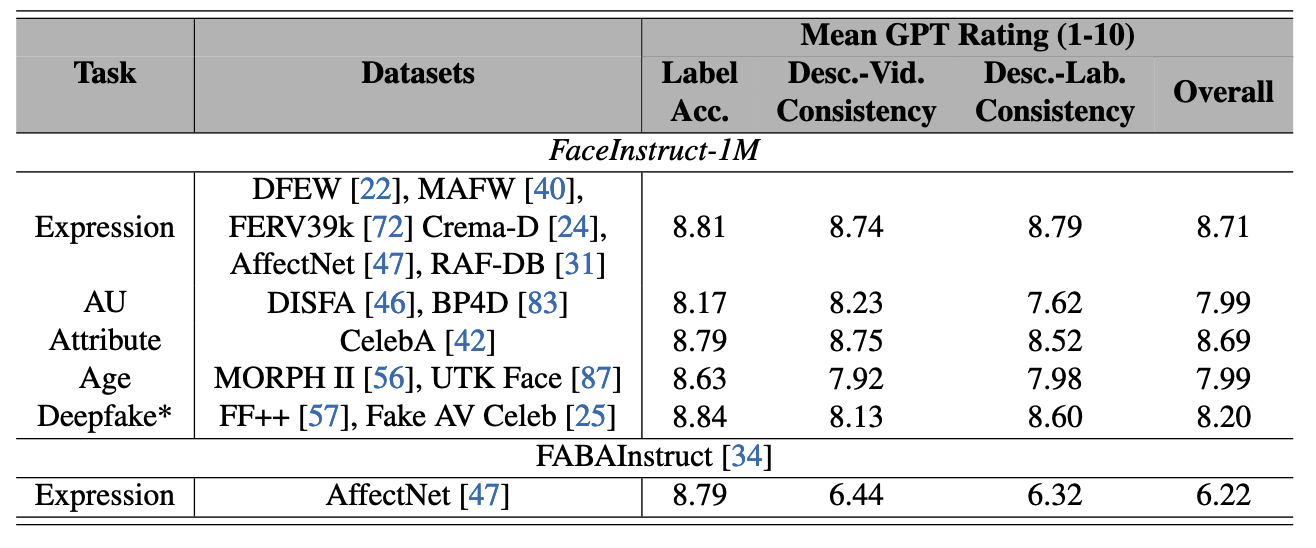 Task Datasets Mean GPT Rating (1-10)
Label Acc. Desc.-Vid. Consistency Desc.-Lab. Consistency Overall
FaceInstruct-1M
Expression DFEW [22], MAFW [40], FERV39k [72] Crema-D [24], AffectNet [47], RAF-DB [31] 8.81 8.74 8.79 8.71
AU DISFA [46], BP4D [83] 8.17 8.23 7.62 7.99
Attribute CelebA [42] 8.79 8.75 8.52 8.69
Age MORPH II [56], UTK Face [87] 8.63 7.92 7.98 7.99
Deepfake* FF++ [57], Fake AV Celeb [25] 8.84 8.13 8.60 8.20
FABAInstruct [34]
Expression AffectNet [47] 8.79 6.44 6.32 6.22